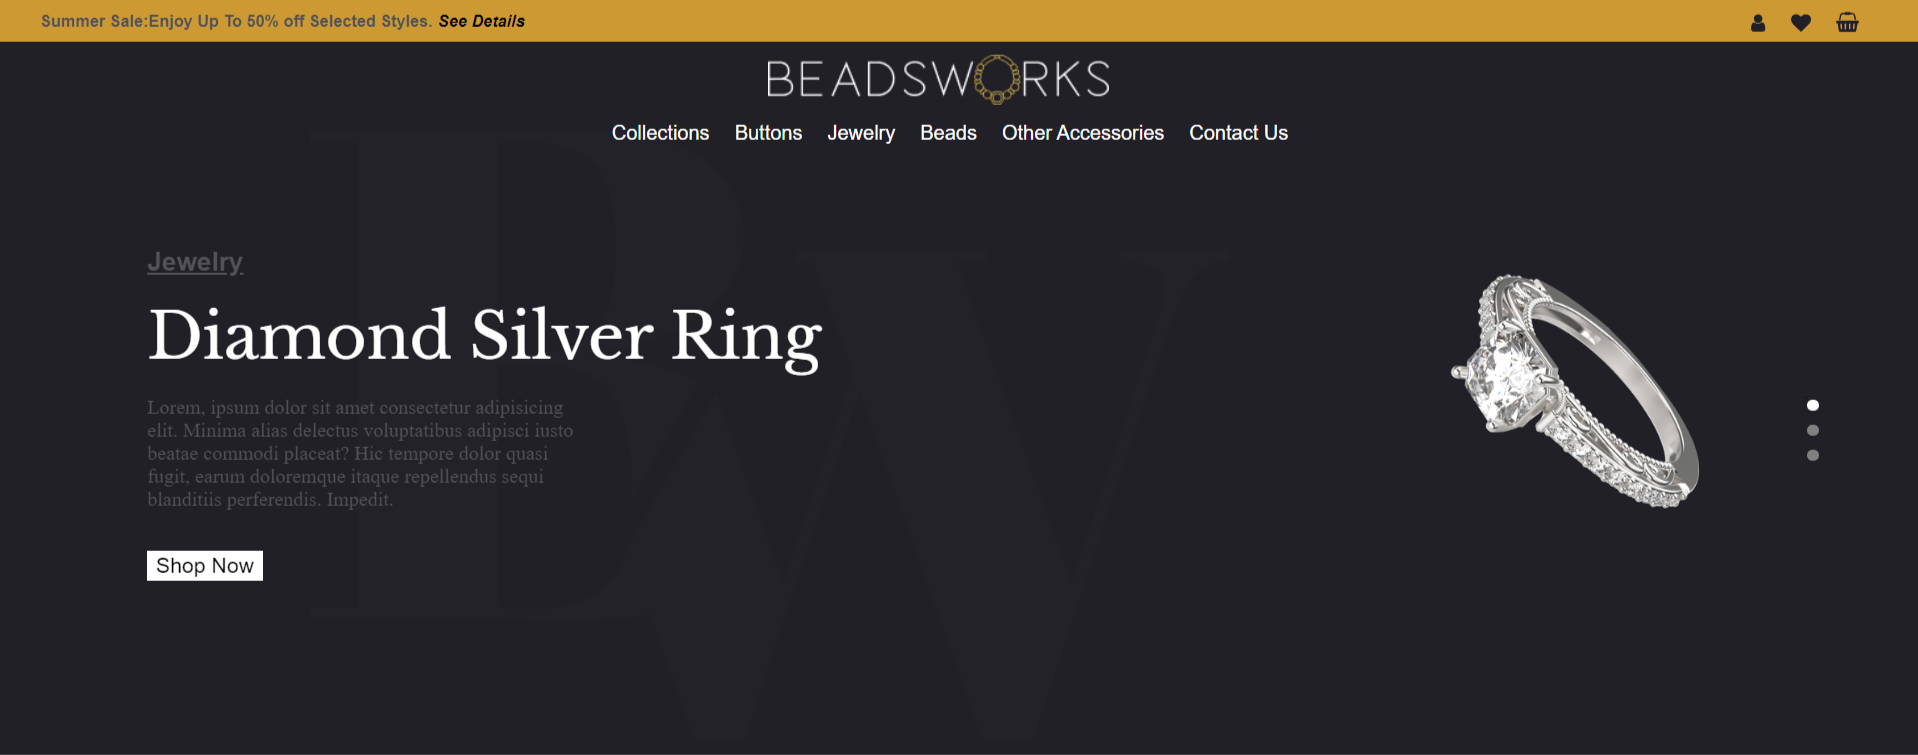 Summer Sale:Enjoy Up To 50% off Selected Styles. See Details
BEADSWORKS
Collections Buttons Jewelry Beads Other Accessories Contact Us
BW
Jewelry
Diamond Silver Ring
Lorem, ipsum dolor sit amet consectetur adipisicing
elit. Minima alias delectus voluptatibus adipisci iusto
beatae commodi placeat? Hic tempore dolor quasi
fugit, earum doloremque itaque repellendus sequi
blanditiis perferendis. Impedit.
Shop Now